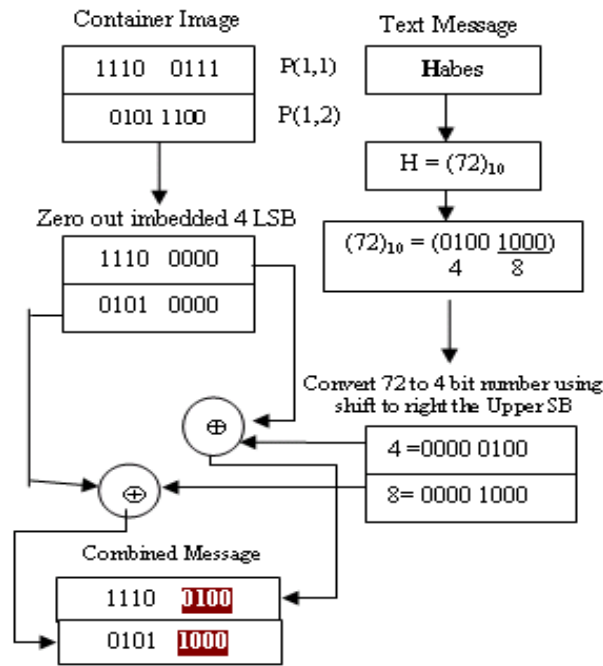 Container Image
1110 0111 P(1,1)
0101 1100 P(1,2)
Zero out imbedded 4 LSB
1110 0000
0101 0000
Text Message
Habes
H = (72)₁₀
(72)₁₀ = (0100 1000)
4 8
Convert 72 to 4 bit number using
shift to right the Upper SB
4 =0000 0100
8= 0000 1000
⊕
⊕
Combined Message
1110 0100
0101 1000